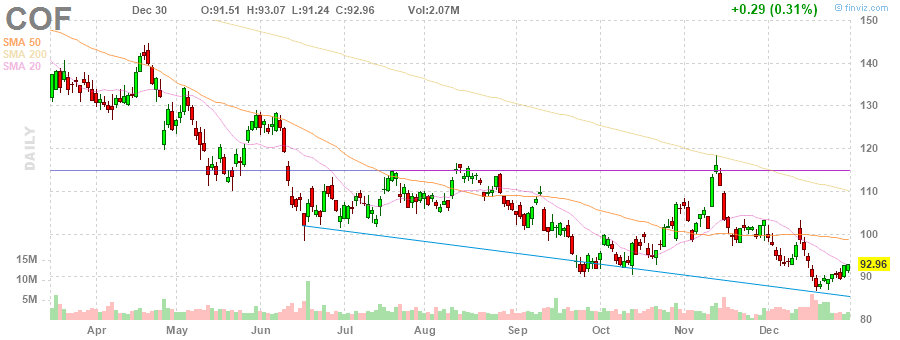 COF
Dec 30 O:91.51 H:93.07 L:91.24 C:92.96 Vol:2.07M
+0.29 (0.31%)
finviz.com
SMA 50
SMA 200
SMA 20
DAILY
150
140
130
120
110
100
92.96
90
80
15M
10M
5M
Apr May Jun Jul Aug Sep Oct Nov Dec